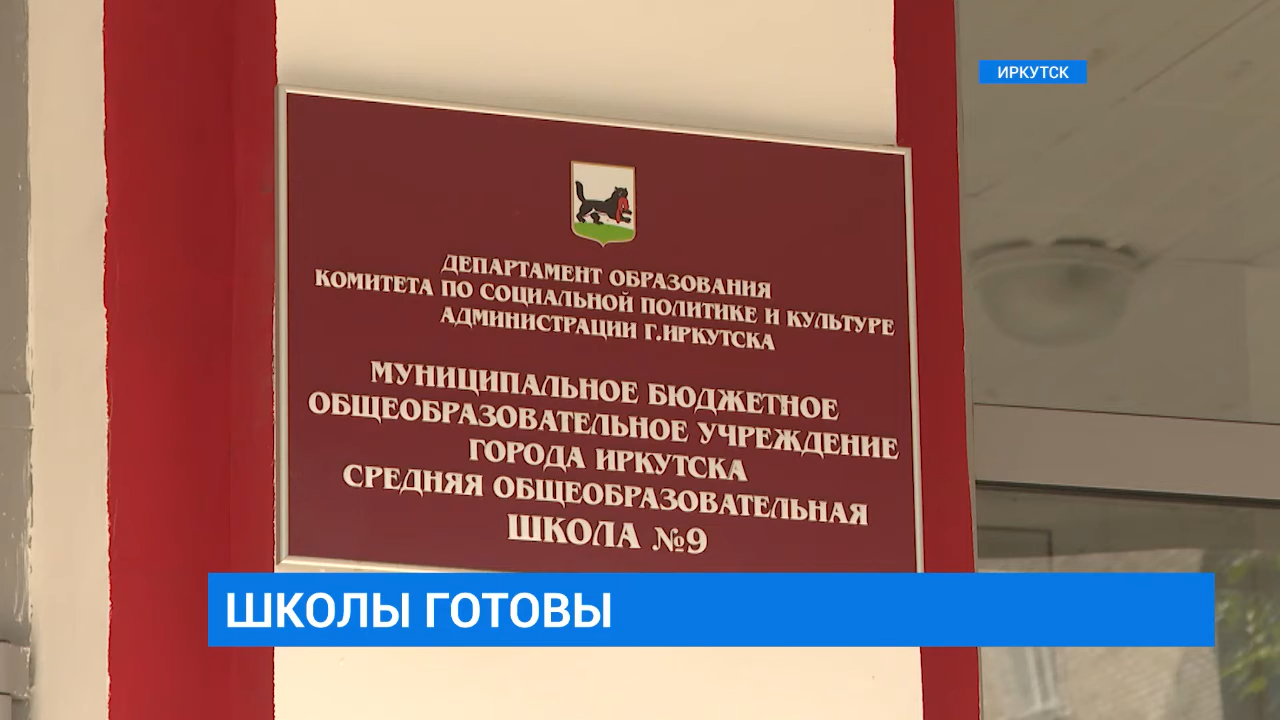 ИРКУТСК
ДЕПАРТАМЕНТ ОБРАЗОВАНИЯ
КОМИТЕТА ПО СОЦИАЛЬНОЙ ПОЛИТИКЕ И КУЛЬТУРЕ
АДМИНИСТРАЦИИ Г.ИРКУТСКА
МУНИЦИПАЛЬНОЕ БЮДЖЕТНОЕ
ОБЩЕОБРАЗОВАТЕЛЬНОЕ УЧРЕЖДЕНИЕ
ГОРОДА ИРКУТСКА
СРЕДНЯЯ ОБЩЕОБРАЗОВАТЕЛЬНАЯ
ШКОЛА №9
ШКОЛЫ ГОТОВЫ